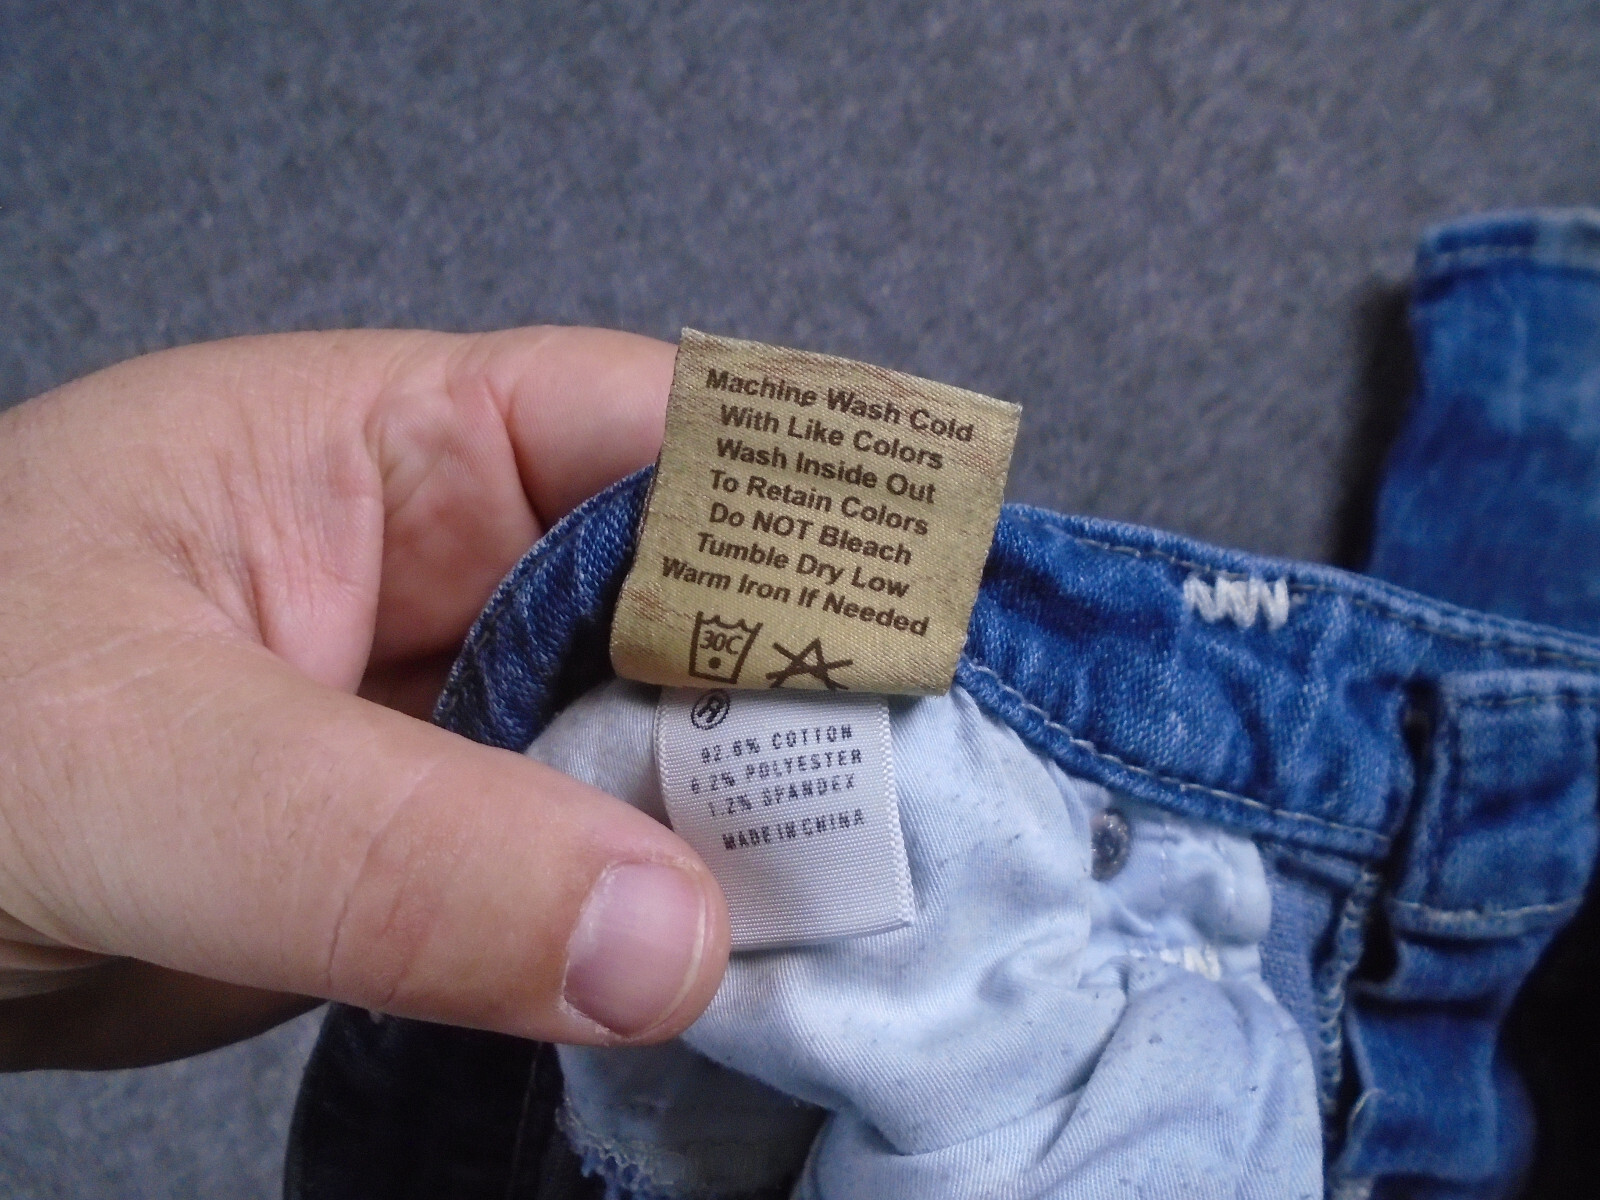 Machine Wash Cold
With Like Colors
Wash Inside Out
To Retain Colors
Do NOT Bleach
Tumble Dry Low
Warm Iron If Needed
30C
®
92.6% COTTON
6.2% POLYESTER
1.2% SPANDEX
MADE IN CHINA